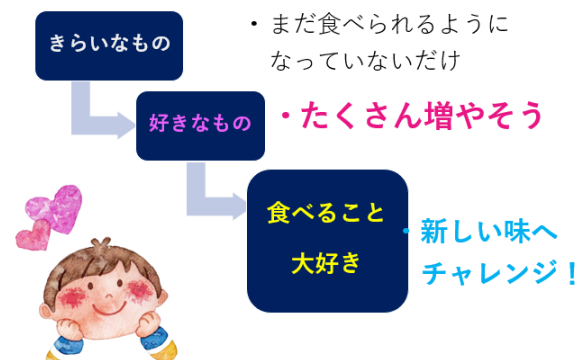 きらいなもの
・まだ食べられるように
なっていないだけ
好きなもの
・たくさん増やそう
食べること
大好き
・新しい味へ
チャレンジ！